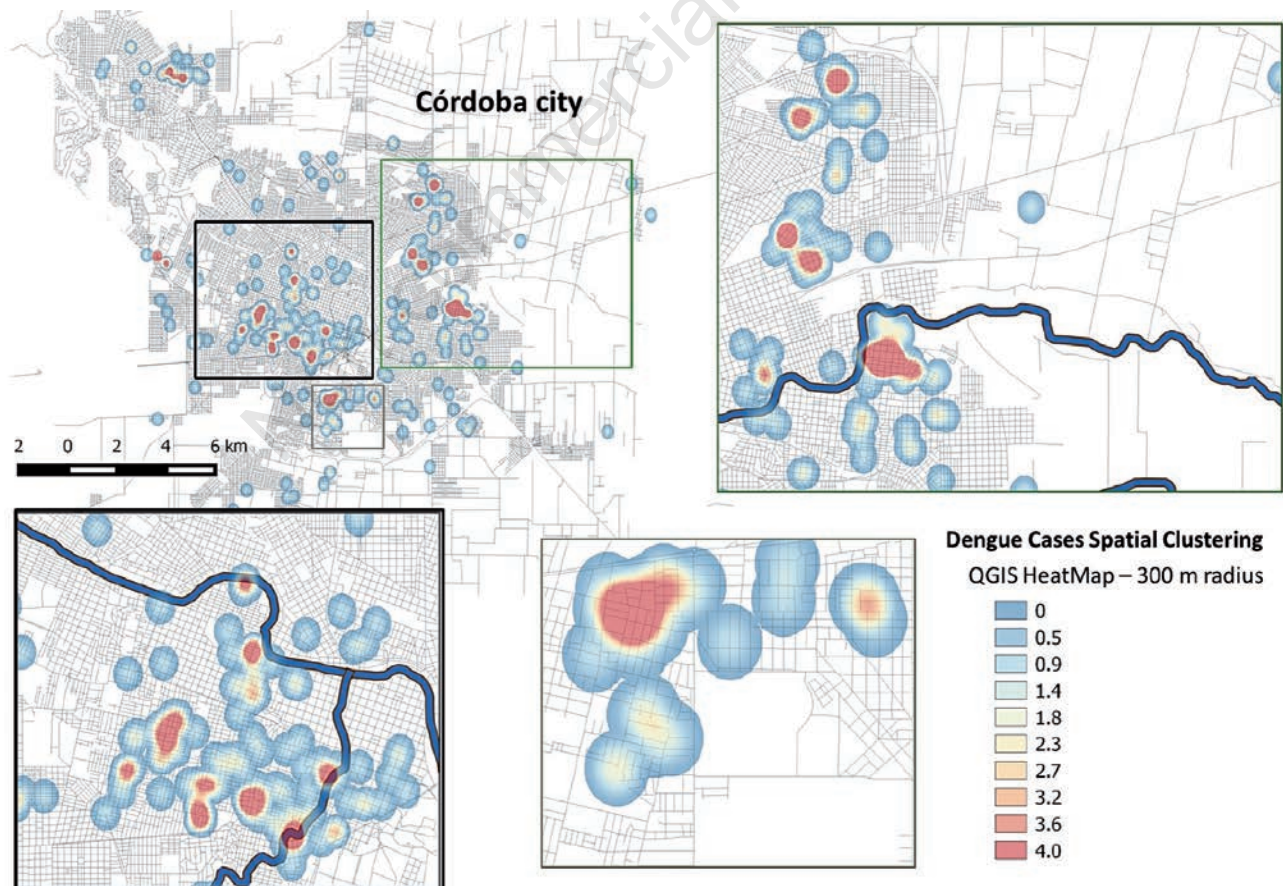 Córdoba city
2 0 2 4 6 km
Dengue Cases Spatial Clustering
QGIS HeatMap – 300 m radius
0
0.5
0.9
1.4
1.8
2.3
2.7
3.2
3.6
4.0